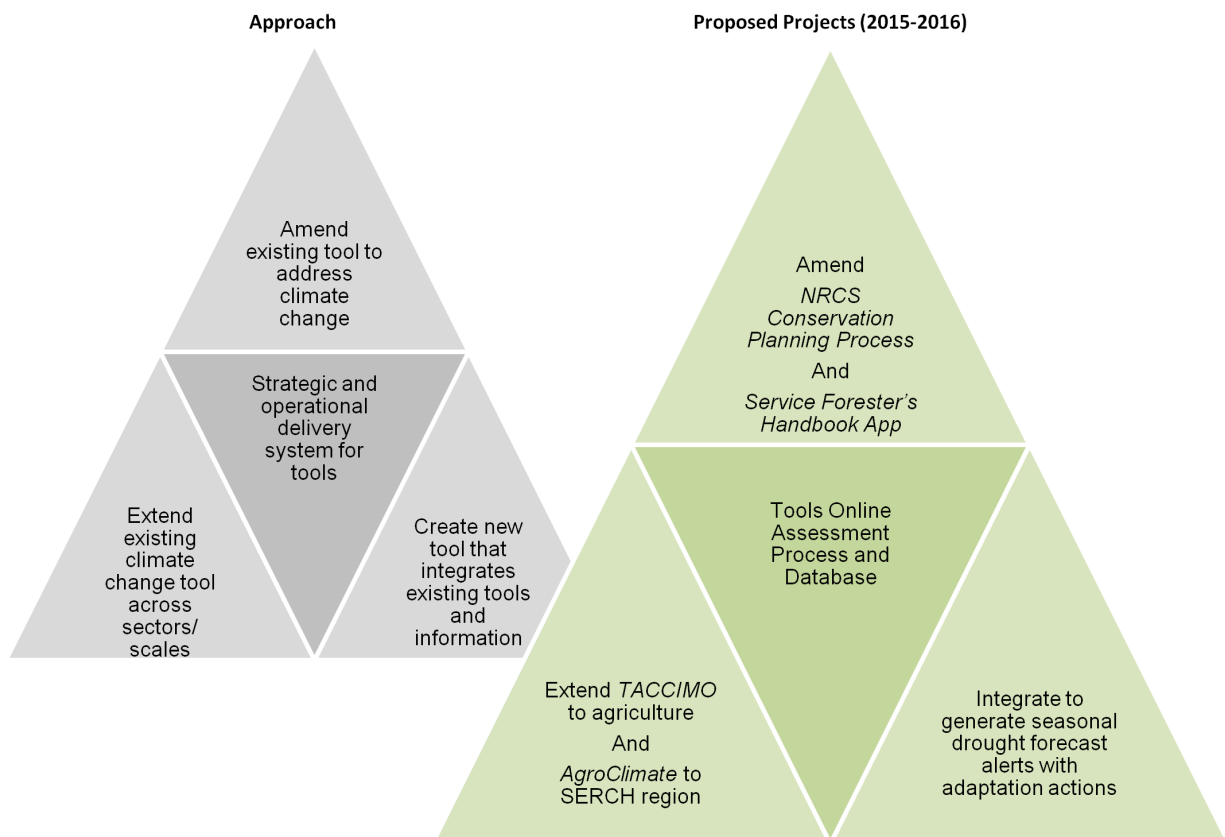 Approach
Amend
existing tool to
address
climate
change
Strategic and
operational
delivery
system for
tools
Extend
existing
climate
change tool
across
sectors/
scales
Create new
tool that
integrates
existing tools
and
information
Proposed Projects (2015-2016)
Amend
NRCS
Conservation
Planning Process
And
Service Forester’s
Handbook App
Tools Online
Assessment
Process and
Database
Extend TACCIMO
to agriculture
And
AgroClimate to
SERCH region
Integrate to
generate seasonal
drought forecast
alerts with
adaptation actions